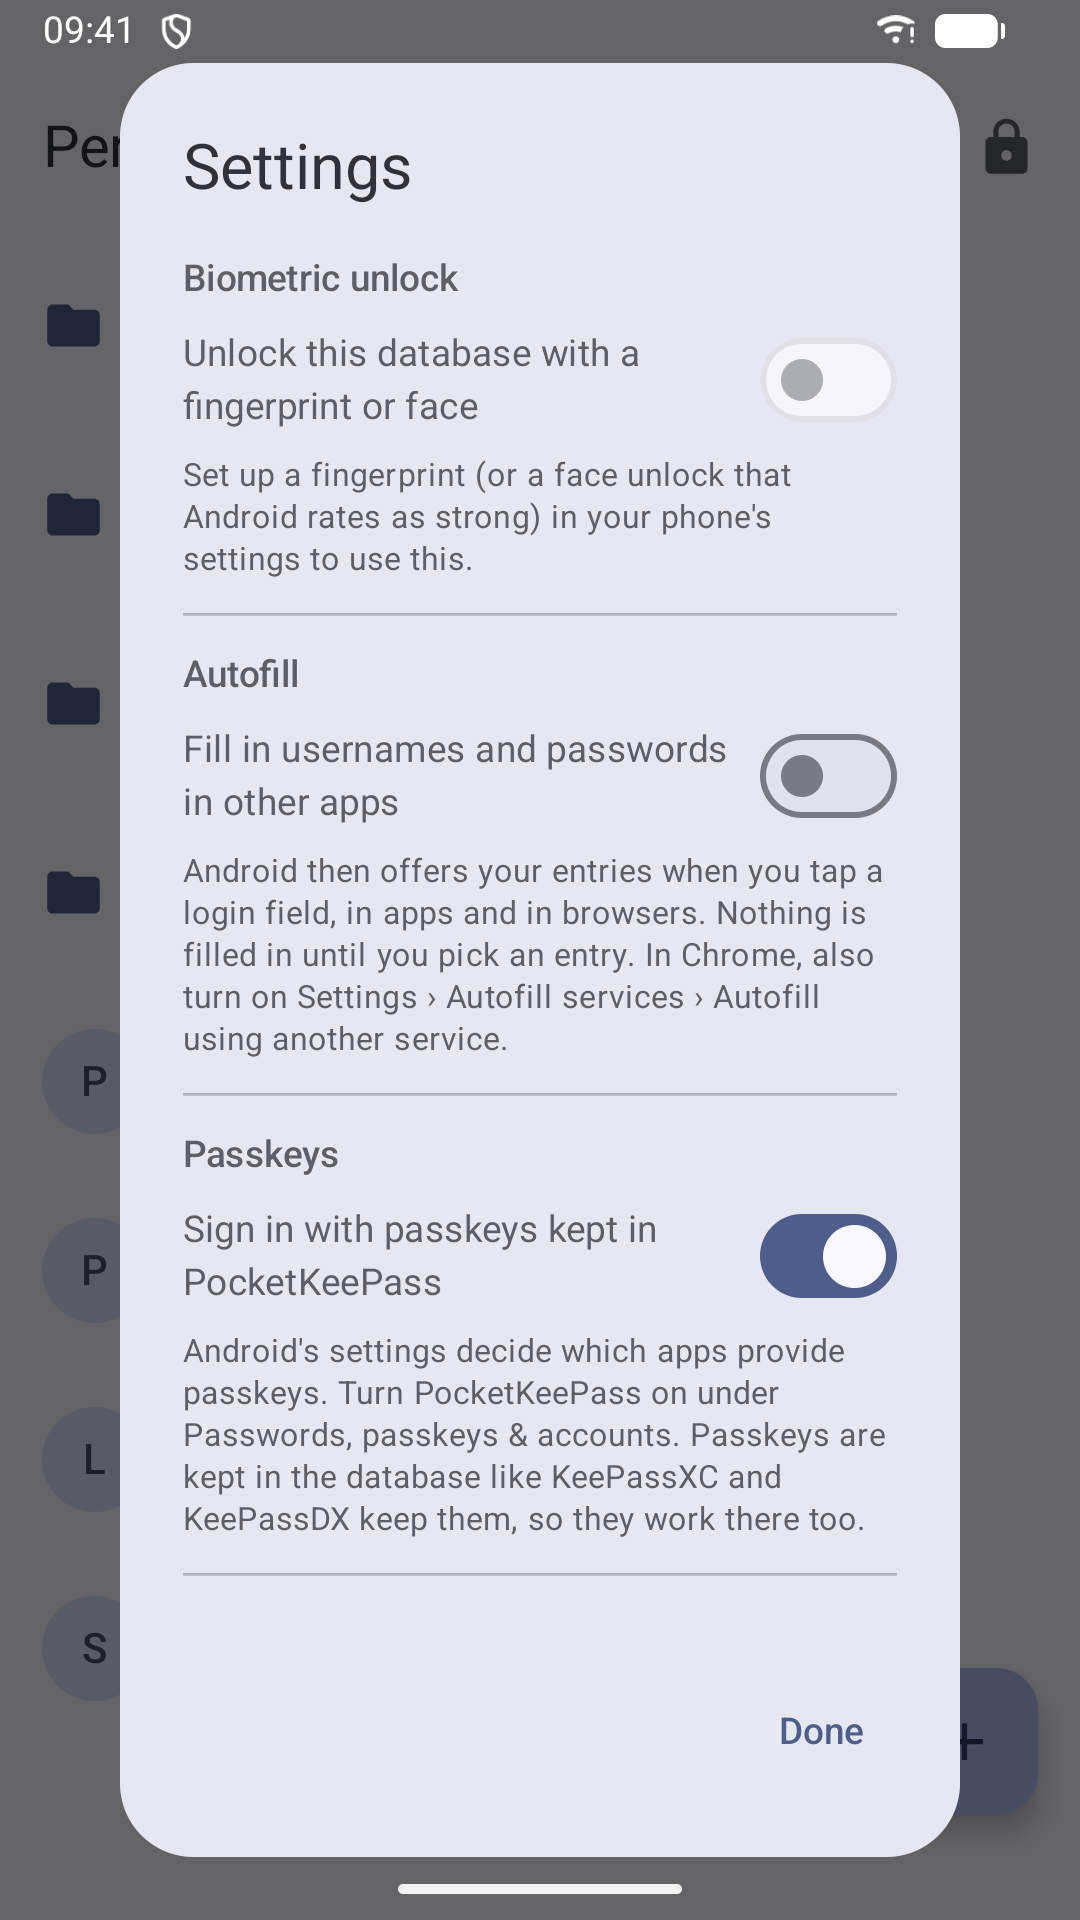 09:41
Per
Settings
Biometric unlock
Unlock this database with a
fingerprint or face
Set up a fingerprint (or a face unlock that
Android rates as strong) in your phone's
settings to use this.
Autofill
Fill in usernames and passwords
in other apps
Android then offers your entries when you tap a
login field, in apps and in browsers. Nothing is
filled in until you pick an entry. In Chrome, also
turn on Settings › Autofill services › Autofill
using another service.
P
Passkeys
Sign in with passkeys kept in
PocketKeePass
P
Android's settings decide which apps provide
passkeys. Turn PocketKeePass on under
Passwords, passkeys & accounts. Passkeys are
kept in the database like KeePassXC and
KeePassDX keep them, so they work there too.
L
S
Done